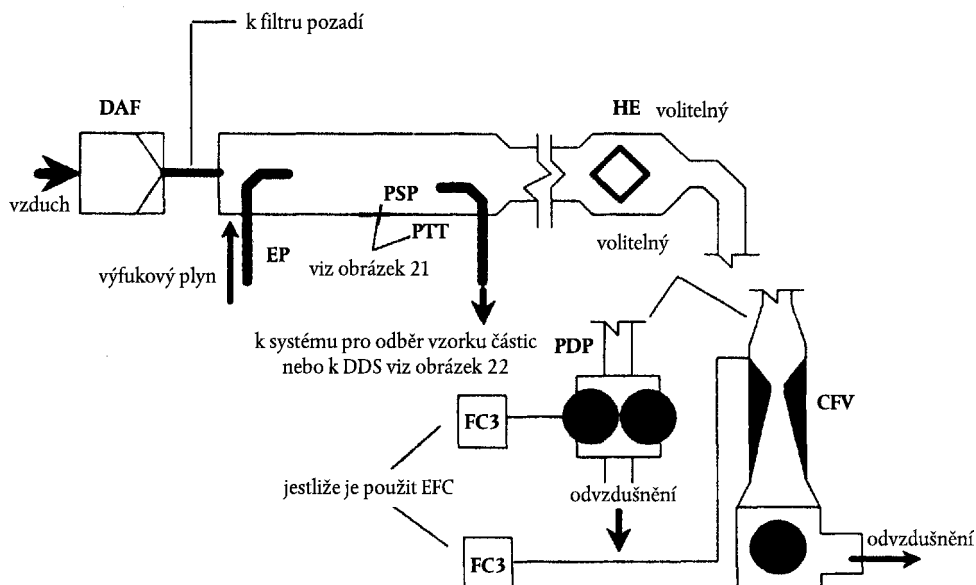 k filtru pozadí
DAF
HE volitelný
vzduch
PSP
PTT
EP
viz obrázek 21
volitelný
výfukový plyn
k systému pro odběr vzorku částic
nebo k DDS viz obrázek 22
PDP
CFV
FC3
jestliže je použit EFC
odvzdušnění
FC3
odvzdušnění